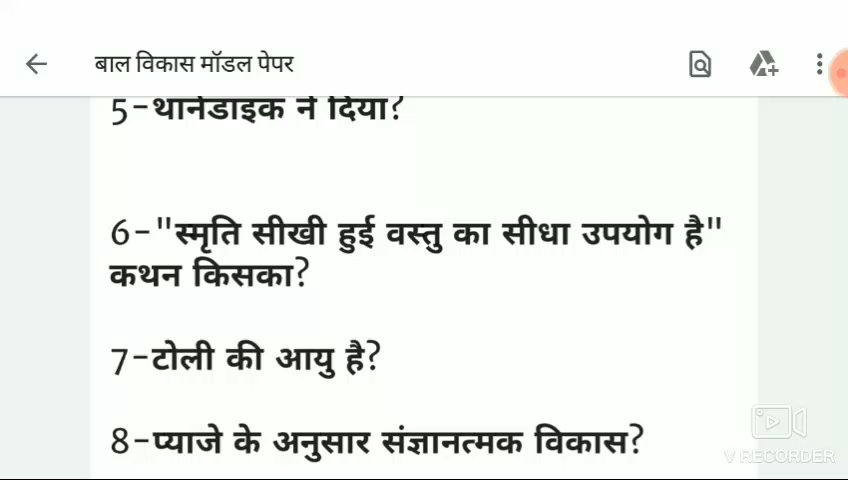 बाल विकास मॉडल पेपर
5-थार्नडाइक ने दिया?
6-"स्मृति सीखी हुई वस्तु का सीधा उपयोग है"
कथन किसका?
7-टोली की आयु है?
8-प्याजे के अनुसार संज्ञानत्मक विकास?
V RECORDER